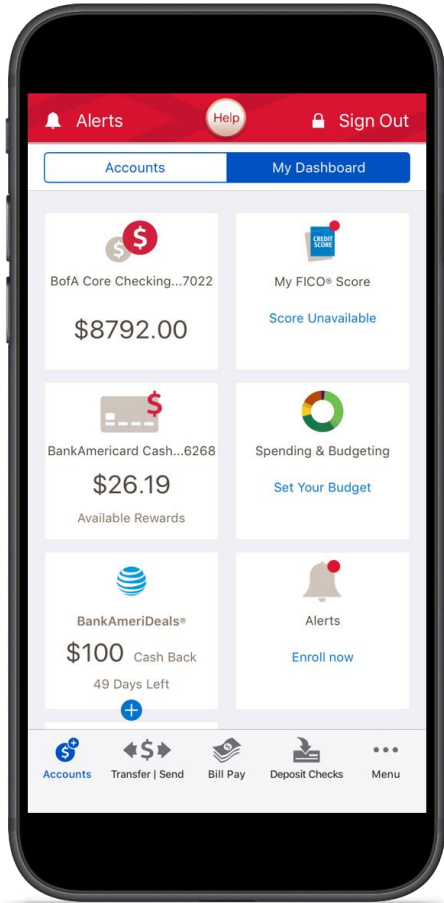 Alerts
Help
Sign Out
Accounts
My Dashboard
$
$
BofA Core Checking...7022
$8792.00
CREDIT
SCORE
My FICO® Score
Score Unavailable
$
BankAmericard Cash...6268
$26.19
Available Rewards
Spending & Budgeting
Set Your Budget
BankAmeriDeals®
$100 Cash Back
49 Days Left
Alerts
Enroll now
$
Accounts
$
Transfer | Send
Bill Pay
Deposit Checks
Menu